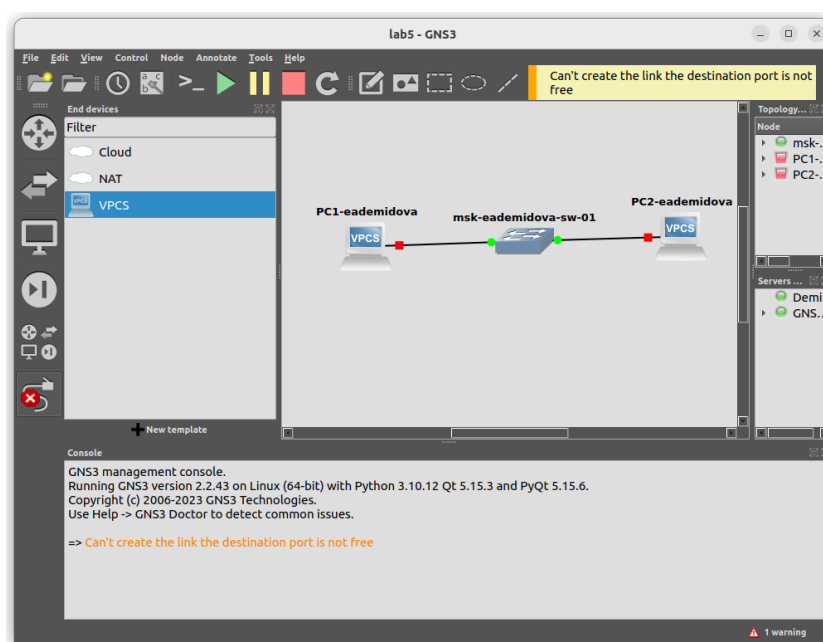 lab5 - GNS3
File Edit View Control Node Annotate Tools Help
Can't create the link the destination port is not
free
End devices
Filter
Cloud
NAT
VPCS
New template
PC1-eademidova
VPCS
msk-eademidova-sw-01
PC2-eademidova
VPCS
Topology...
Node
msk-..
PC1-..
PC2-..
Servers ...
Demi
GNS..
Console
GNS3 management console.
Running GNS3 version 2.2.43 on Linux (64-bit) with Python 3.10.12 Qt 5.15.3 and PyQt 5.15.6.
Copyright (c) 2006-2023 GNS3 Technologies.
Use Help -> GNS3 Doctor to detect common issues.
=> Can't create the link the destination port is not free
1 warning